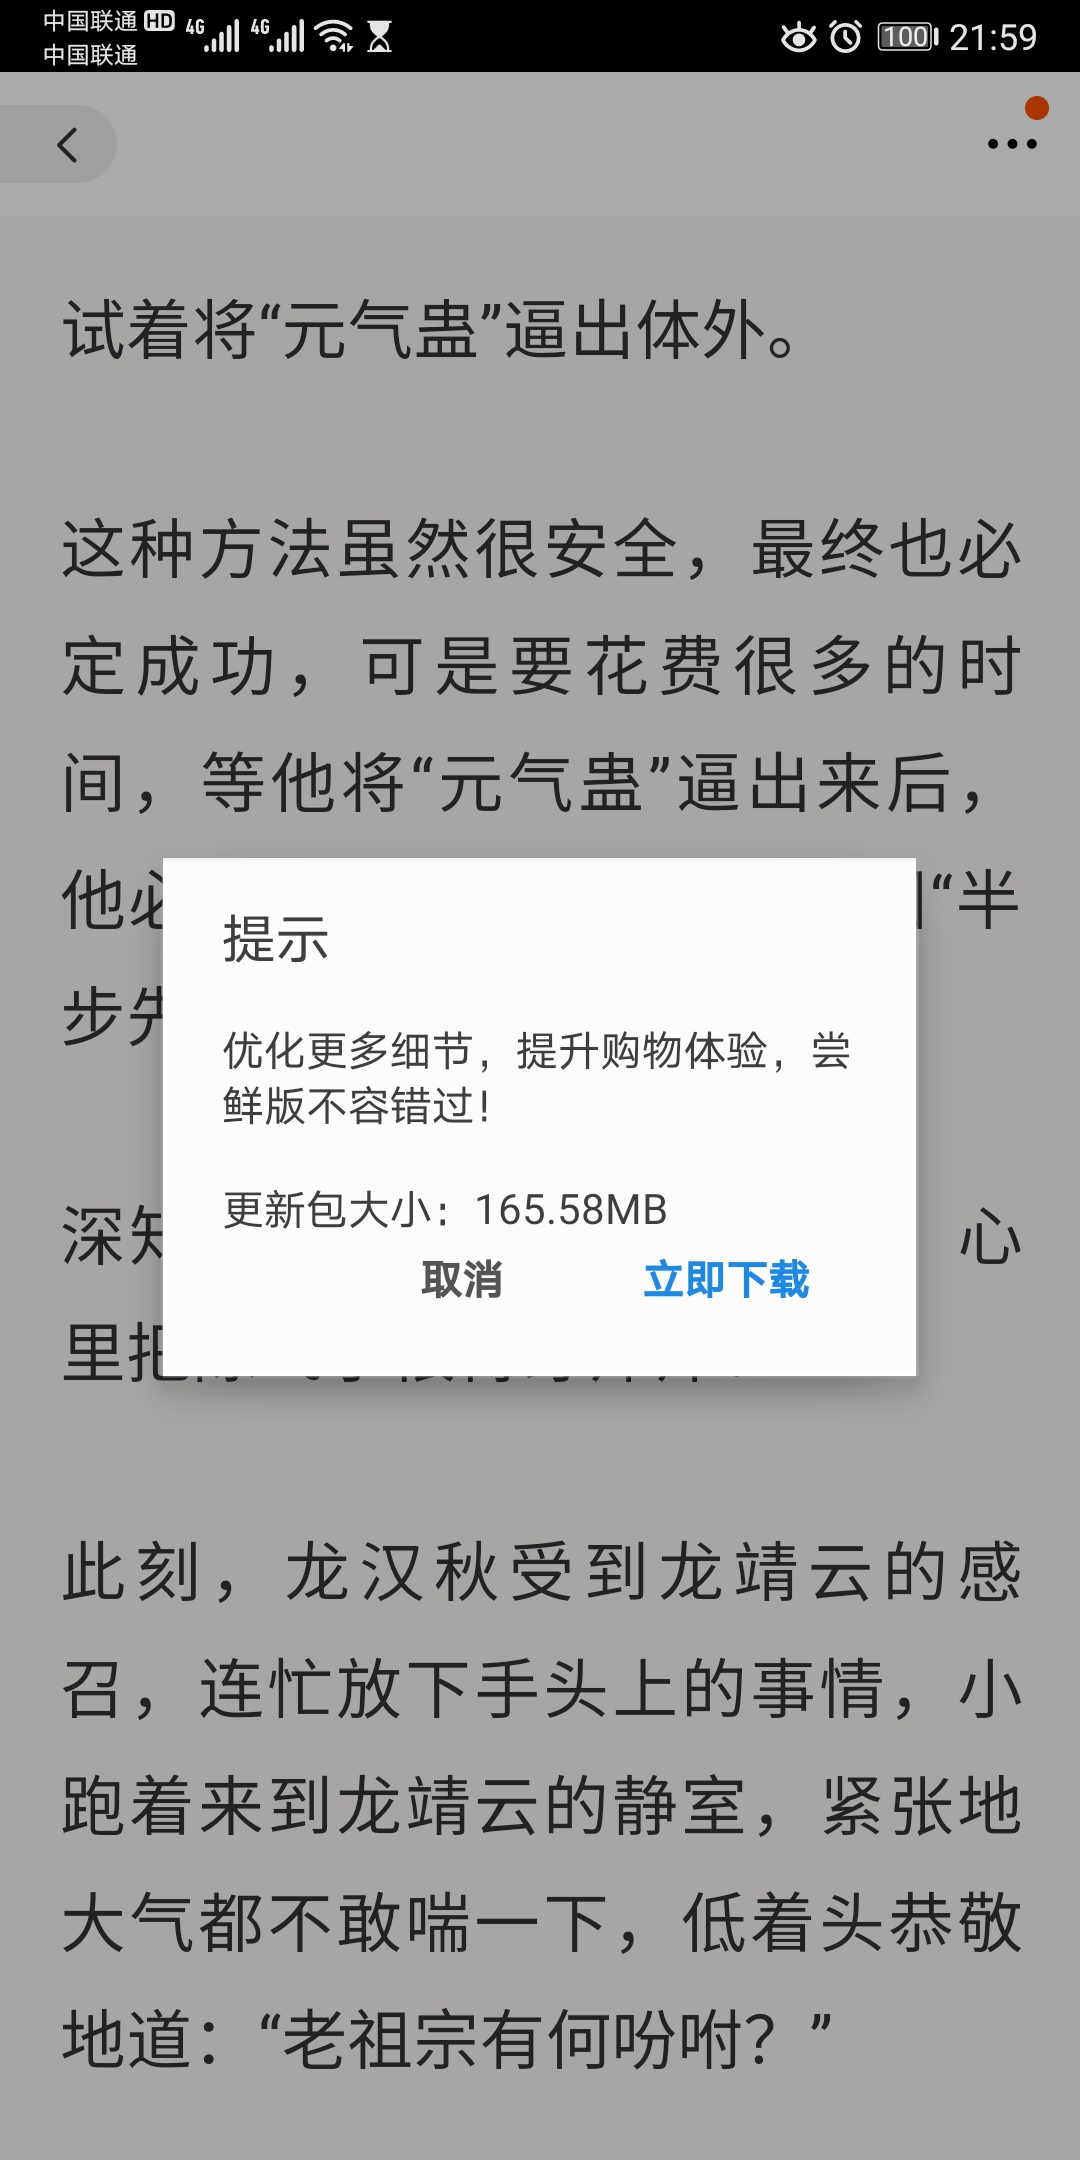 中国联通 HD 4G 4G 100 21:59
中国联通
试着将“元气蛊”逼出体外。
这种方法虽然很安全，最终也必
定成功，可是要花费很多的时
间，等他将“元气蛊”逼出来后，
他 “半
步
提示
优化更多细节，提升购物体验，尝
鲜版不容错过!
更新包大小：165.58MB
取消 立即下载
深 心
里
此刻，龙汉秋受到龙靖云的感
召，连忙放下手头上的事情，小
跑着来到龙靖云的静室，紧张地
大气都不敢喘一下，低着头恭敬
地道：“老祖宗有何吩咐？”